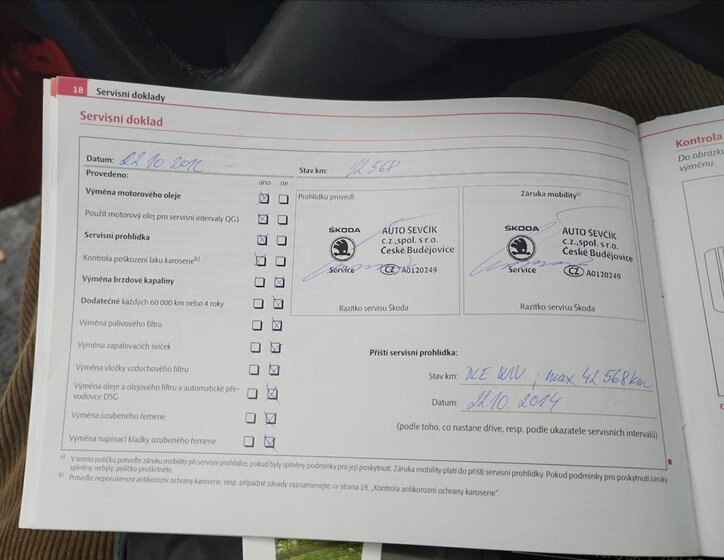 18 Servisní doklady
Servisní doklad
Datum: 22.10.2012 Stav km: 12 568
Provedeno:
ano ne
Výměna motorového oleje
Použit motorový olej pro servisní intervaly QG1
Servisní prohlídka
Kontrola poškození laku karoserie b)
Výměna brzdové kapaliny
Dodatečně každých 60 000 km nebo 4 roky
Výměna palivového filtru
Výměna zapalovacích svíček
Výměna vložky vzduchového filtru
Výměna oleje a olejového filtru v automatické pře-
vodovce DSG
Výměna ozubeného řemene
Výměna napínací kladky ozubeného řemene
Prohlídku provedl:
ŠKODA
Service
AUTO ŠEVČÍK
c.z.,spol. s r.o.
České Budějovice
CZ A0120249
Razítko servisu Škoda
Záruka mobility a)
ŠKODA
Service
AUTO ŠEVČÍK
c.z.,spol. s r.o.
České Budějovice
CZ A0120249
Razítko servisu Škoda
Příští servisní prohlídka:
Stav km: DLE UKV. ; max 42 568km
Datum: 22.10. 2014
(podle toho, co nastane dříve, resp. podle ukazatele servisních intervalů)
a) V tomto políčku potvrďte záruku mobility při servisní prohlídce, pokud byly splněny podmínky pro její poskytnutí. Záruka mobility platí do příští servisní prohlídky. Pokud podmínky pro poskytnutí záruky
splněny nebyly, políčko proškrtněte.
b) Potvrďte neporušenost antikorozní ochrany karoserie, resp. případné závady zaznamenejte ⇒ strana 19, „Kontrola antikorozní ochrany karoserie".
Kontrola
Do obrázku
výměnu.